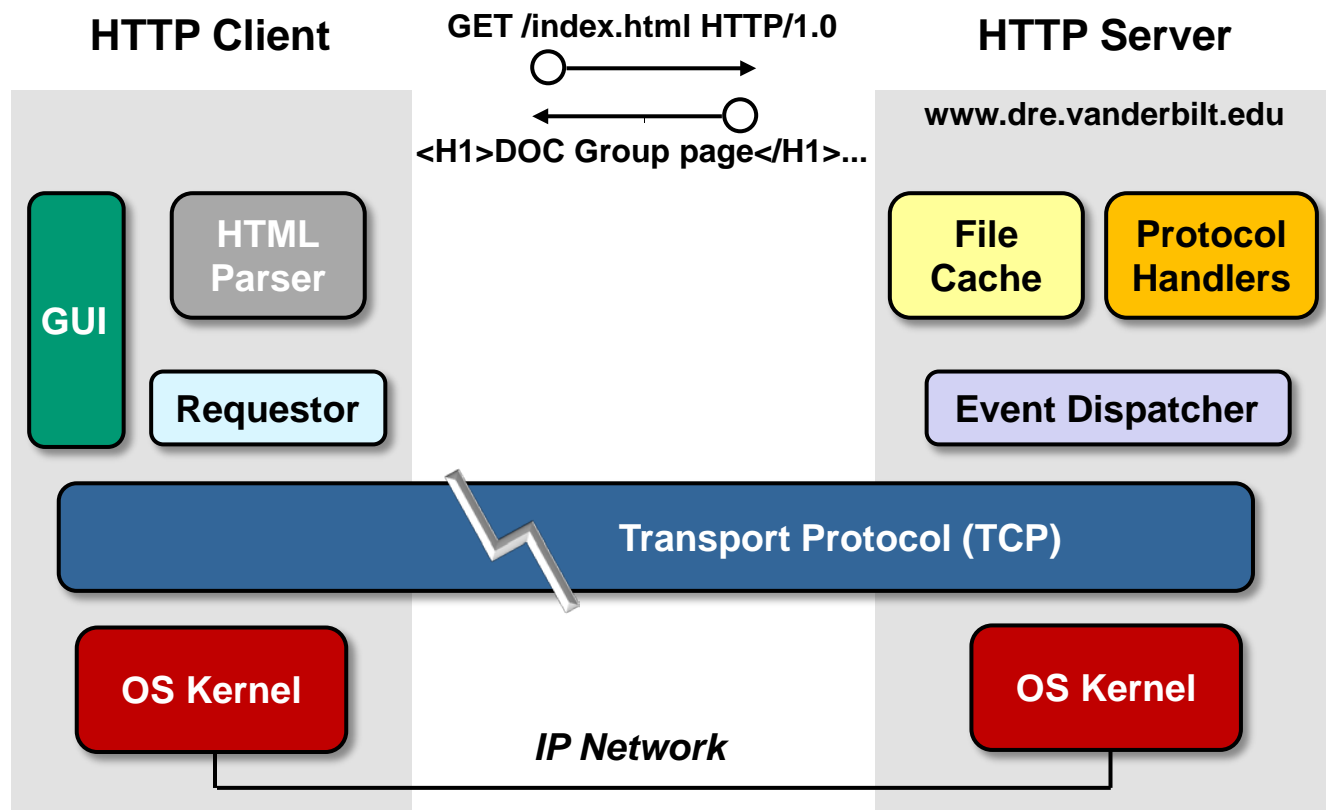 HTTP Client
GET /index.html HTTP/1.0
HTTP Server
www.dre.vanderbilt.edu
<H1>DOC Group page</H1>...
GUI
HTML
Parser
File
Cache
Protocol
Handlers
Requestor
Event Dispatcher
Transport Protocol (TCP)
OS Kernel
OS Kernel
IP Network